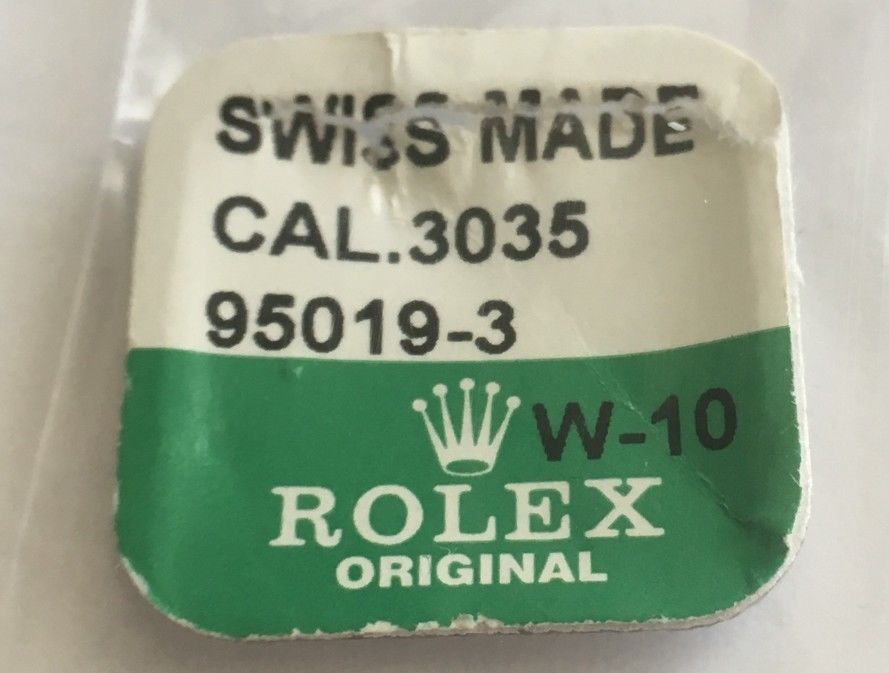 SWISS MADE
CAL.3035
95019-3
W-10
ROLEX
ORIGINAL